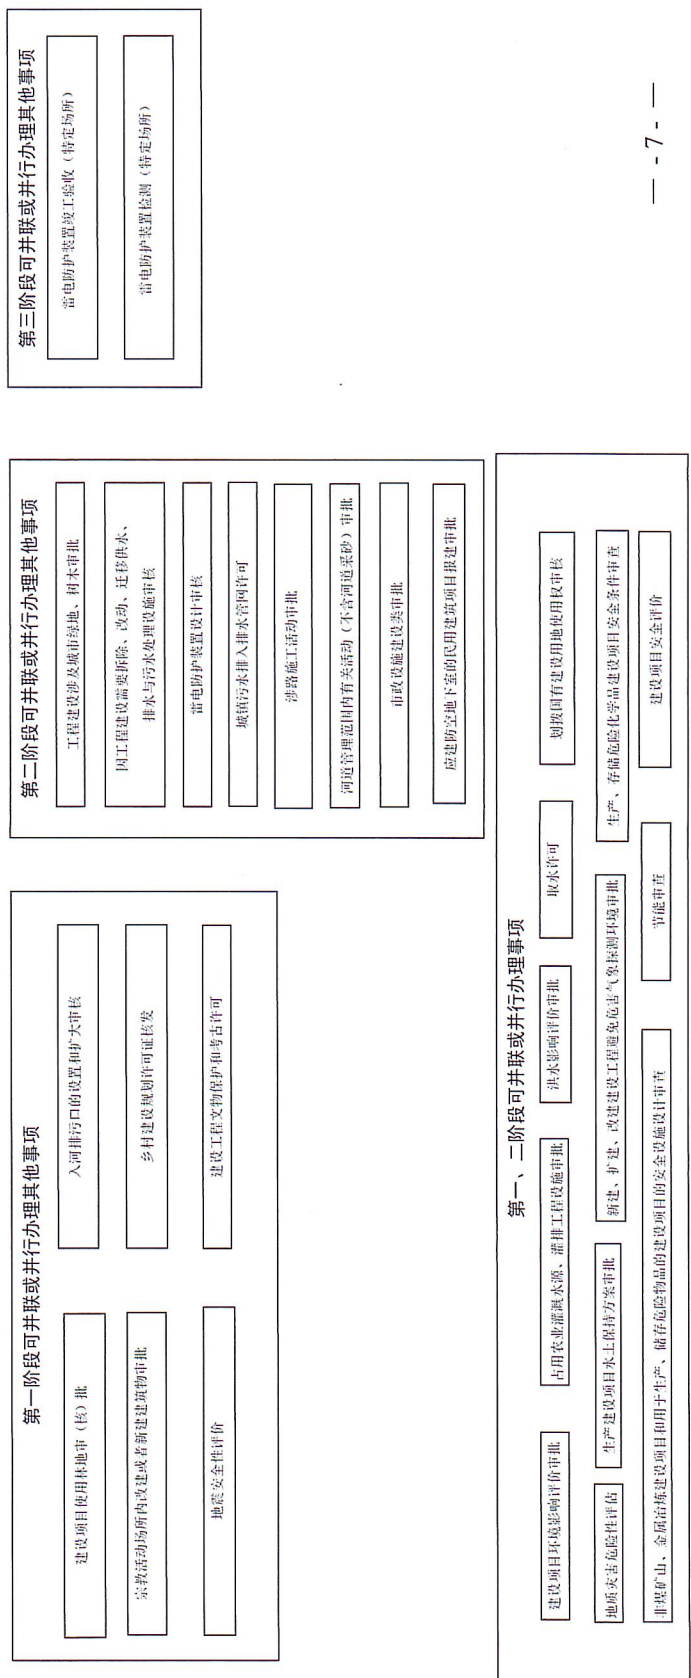 第一阶段可并联或并行办理其他事项
建设项目使用林地审（核）批
入河排污口的设置和扩大审核
宗教活动场所内改建或者新建建筑物审批
乡村建设规划许可证核发
地震安全性评价
建设工程文物保护和考古许可
第二阶段可并联或并行办理其他事项
工程建设涉及城市绿地、树木审批
因工程建设需要拆除、改动、迁移供水、
排水与污水处理设施审核
雷电防护装置设计审核
城镇污水排入排水管网许可
涉路施工活动审批
河道管理范围内有关活动（不含河道采砂）审批
市政设施建设类审批
应建防空地下室的民用建筑项目报建审批
第三阶段可并联或并行办理其他事项
雷电防护装置竣工验收（特定场所）
雷电防护装置检测（特定场所）
第一、二阶段可并联或并行办理事项
建设项目环境影响评价审批
占用农业灌溉水源、灌排工程设施审批
洪水影响评价审批
取水许可
划拨国有建设用地使用权审核
地质灾害危险性评估
生产建设项目水土保持方案审批
新建、扩建、改建建设工程避免危害气象探测环境审批
生产、存储危险化学品建设项目安全条件审查
非煤矿山、金属冶炼建设项目和用于生产、储存危险物品的建设项目的安全设施设计审查
节能审查
建设项目安全评价
— - 7 - —